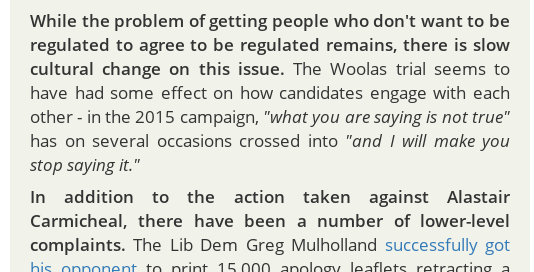 While the problem of getting people who don't want to be
regulated to agree to be regulated remains, there is slow
cultural change on this issue. The Woolas trial seems to
have had some effect on how candidates engage with each
other - in the 2015 campaign, "what you are saying is not true"
has on several occasions crossed into "and I will make you
stop saying it."
In addition to the action taken against Alastair
Carmicheal, there have been a number of lower-level
complaints. The Lib Dem Greg Mulholland successfully got
his opponent to print 15,000 apology leaflets retracting a